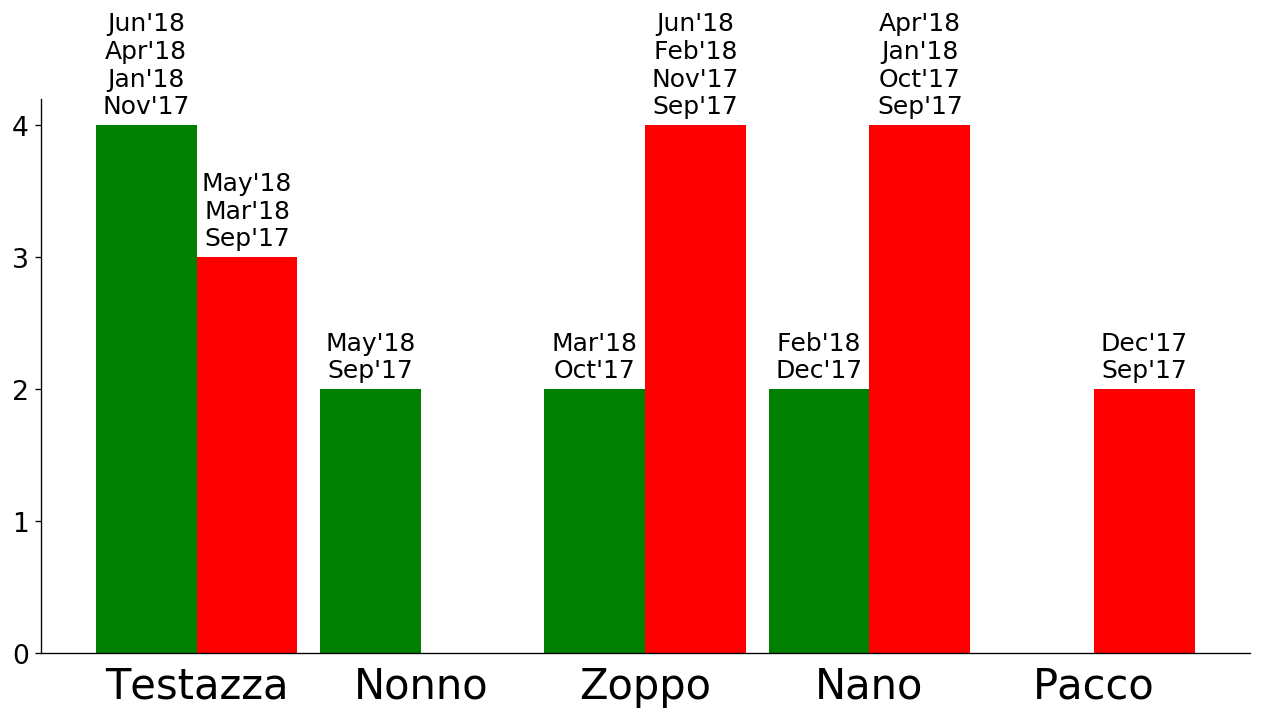 Jun'18
Apr'18
Jan'18
Nov'17
May'18
Mar'18
Sep'17
May'18
Sep'17
Mar'18
Oct'17
Jun'18
Feb'18
Nov'17
Sep'17
Feb'18
Dec'17
Apr'18
Jan'18
Oct'17
Sep'17
Dec'17
Sep'17
4
3
2
1
0
Testazza Nonno Zoppo Nano Pacco